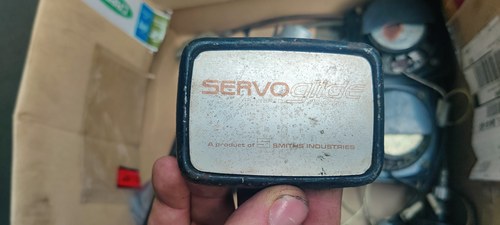 SERVOglide
A product of SMITHS INDUSTRIES